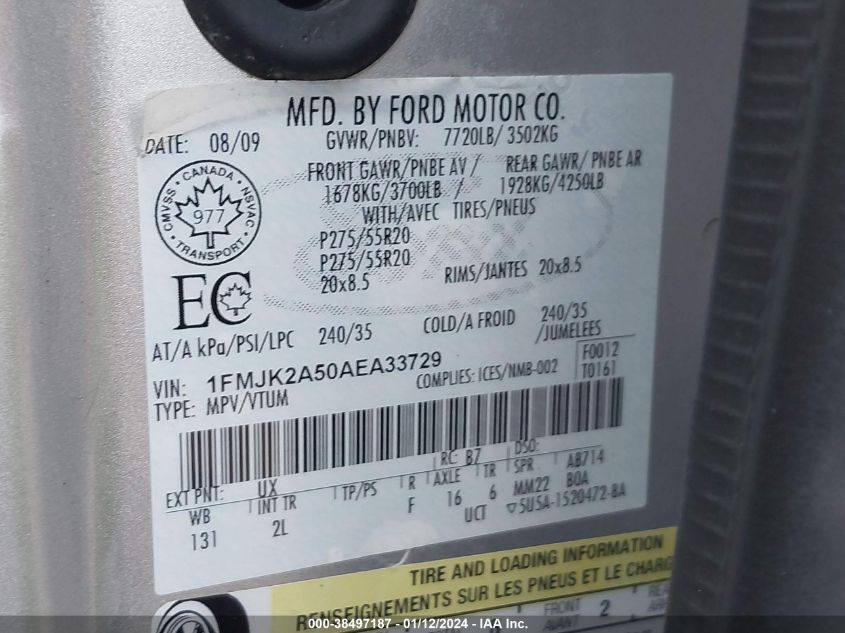 MFD. BY FORD MOTOR CO.
DATE: 08/09 GVWR/PNBV: 7720LB/ 3502KG
FRONT GAWR/PNBE AV / REAR GAWR/ PNBE AR
1678KG/3700LB / 1928KG/4250LB
WITH/AVEC TIRES/PNEUS
P275/55R20
P275/55R20
20x8.5 RIMS/JANTES 20x8.5
CANADA
CMVSS NSVAC
977
TRANSPORT
EC
AT/A kPa/PSI/LPC 240/35 COLD/A FROID 240/35
/JUMELEES
VIN: 1FMJK2A50AEA33729
COMPLIES: ICES/NMB-002
F0012
T0161
TYPE: MPV/VTUM
EXT PNT: UX RC: B7 DSO:
WB INT TR TP/PS R AXLE TR SPR AB714
131 2L F 16 6 MM22 BOA
UCT 5U5A-1520472-BA
TIRE AND LOADING INFORMATION
RENSEIGNEMENTS SUR LES PNEUS ET LE CHARG
FRONT 2
AVANT
000-38497187 - 01/12/2024 - IAA Inc.